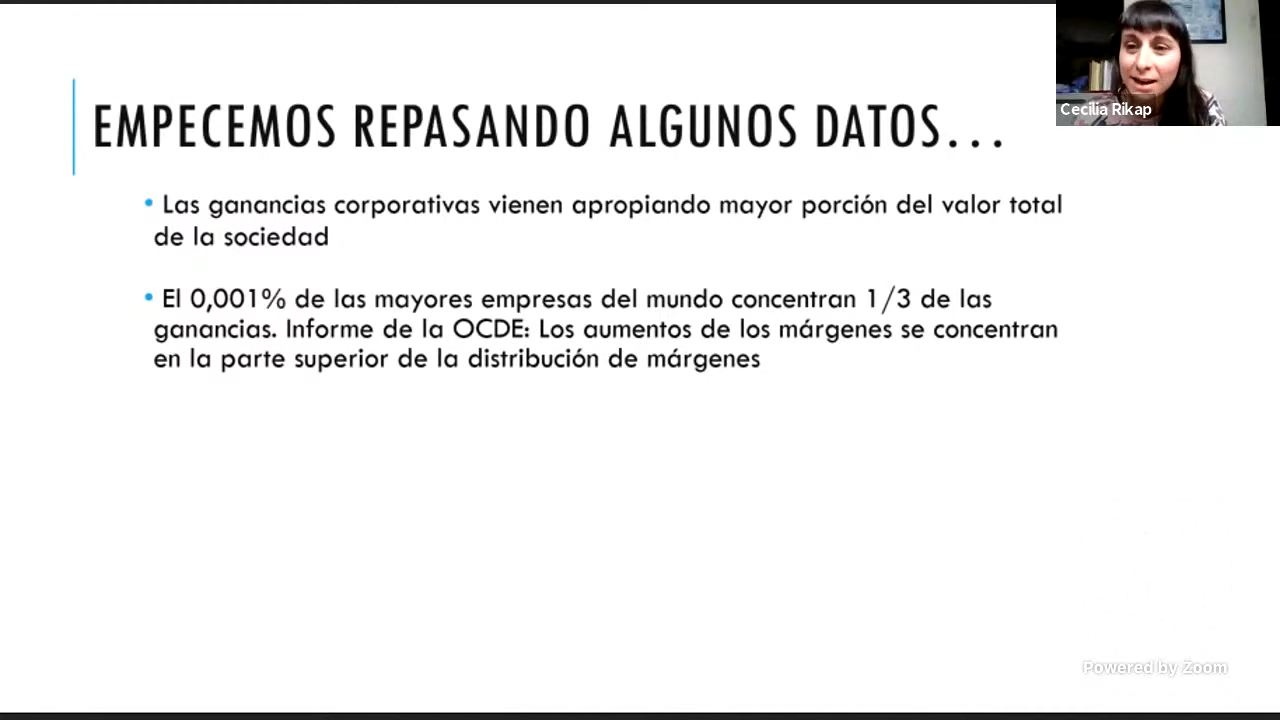 Cecilia Rikap
EMPECEMOS REPASANDO ALGUNOS DATOS...
• Las ganancias corporativas vienen apropiando mayor porción del valor total
de la sociedad
• El 0,001% de las mayores empresas del mundo concentran 1/3 de las
ganancias. Informe de la OCDE: Los aumentos de los márgenes se concentran
en la parte superior de la distribución de márgenes
Powered by Zoom